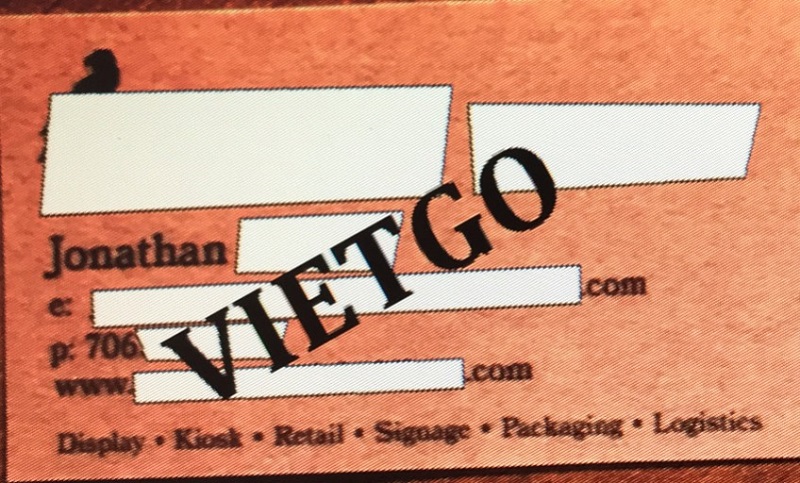 Jonathan
VIETGO
e: .com
p: 706
www. .com
Display • Kiosk • Retail • Signage • Packaging • Logistics